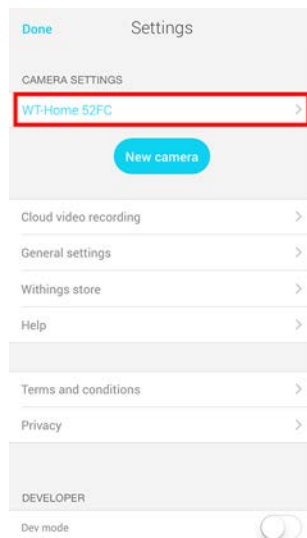 Done Settings
CAMERA SETTINGS
WT-Home 52FC
New camera
Cloud video recording
General settings
Withings store
Help
Terms and conditions
Privacy
DEVELOPER
Dev mode